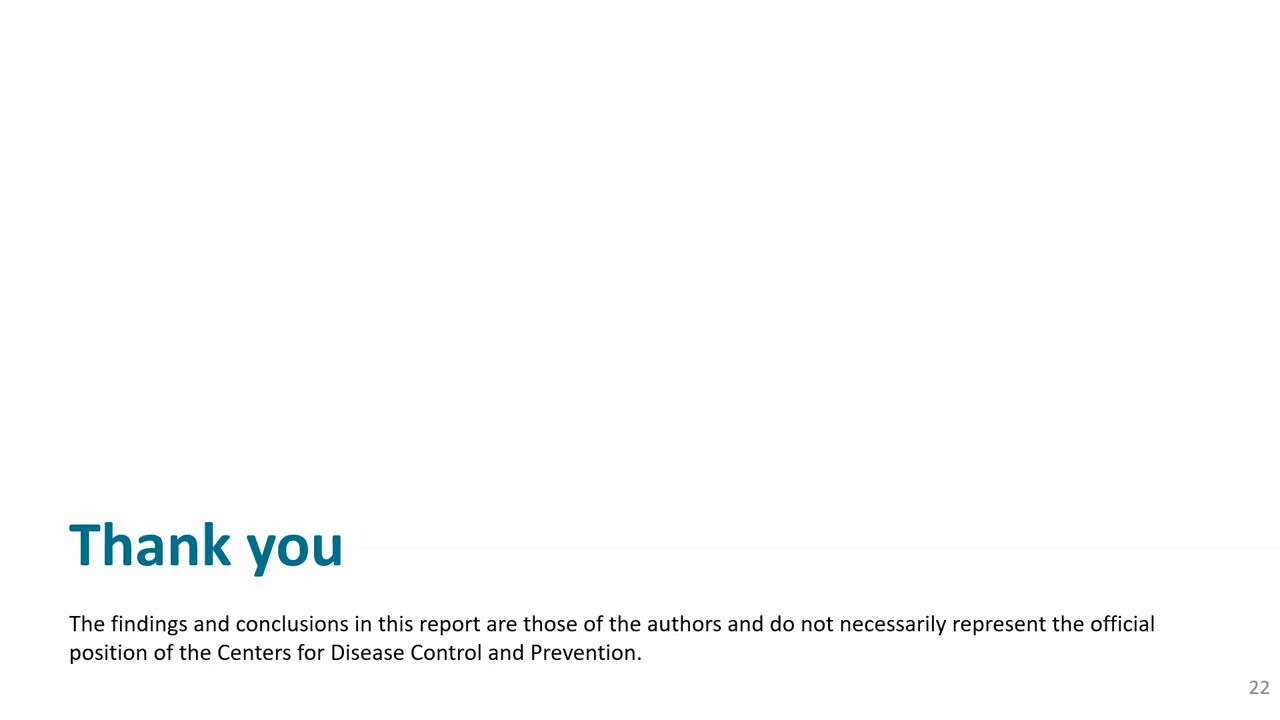 Thank you
The findings and conclusions in this report are those of the authors and do not necessarily represent the official
position of the Centers for Disease Control and Prevention.
22